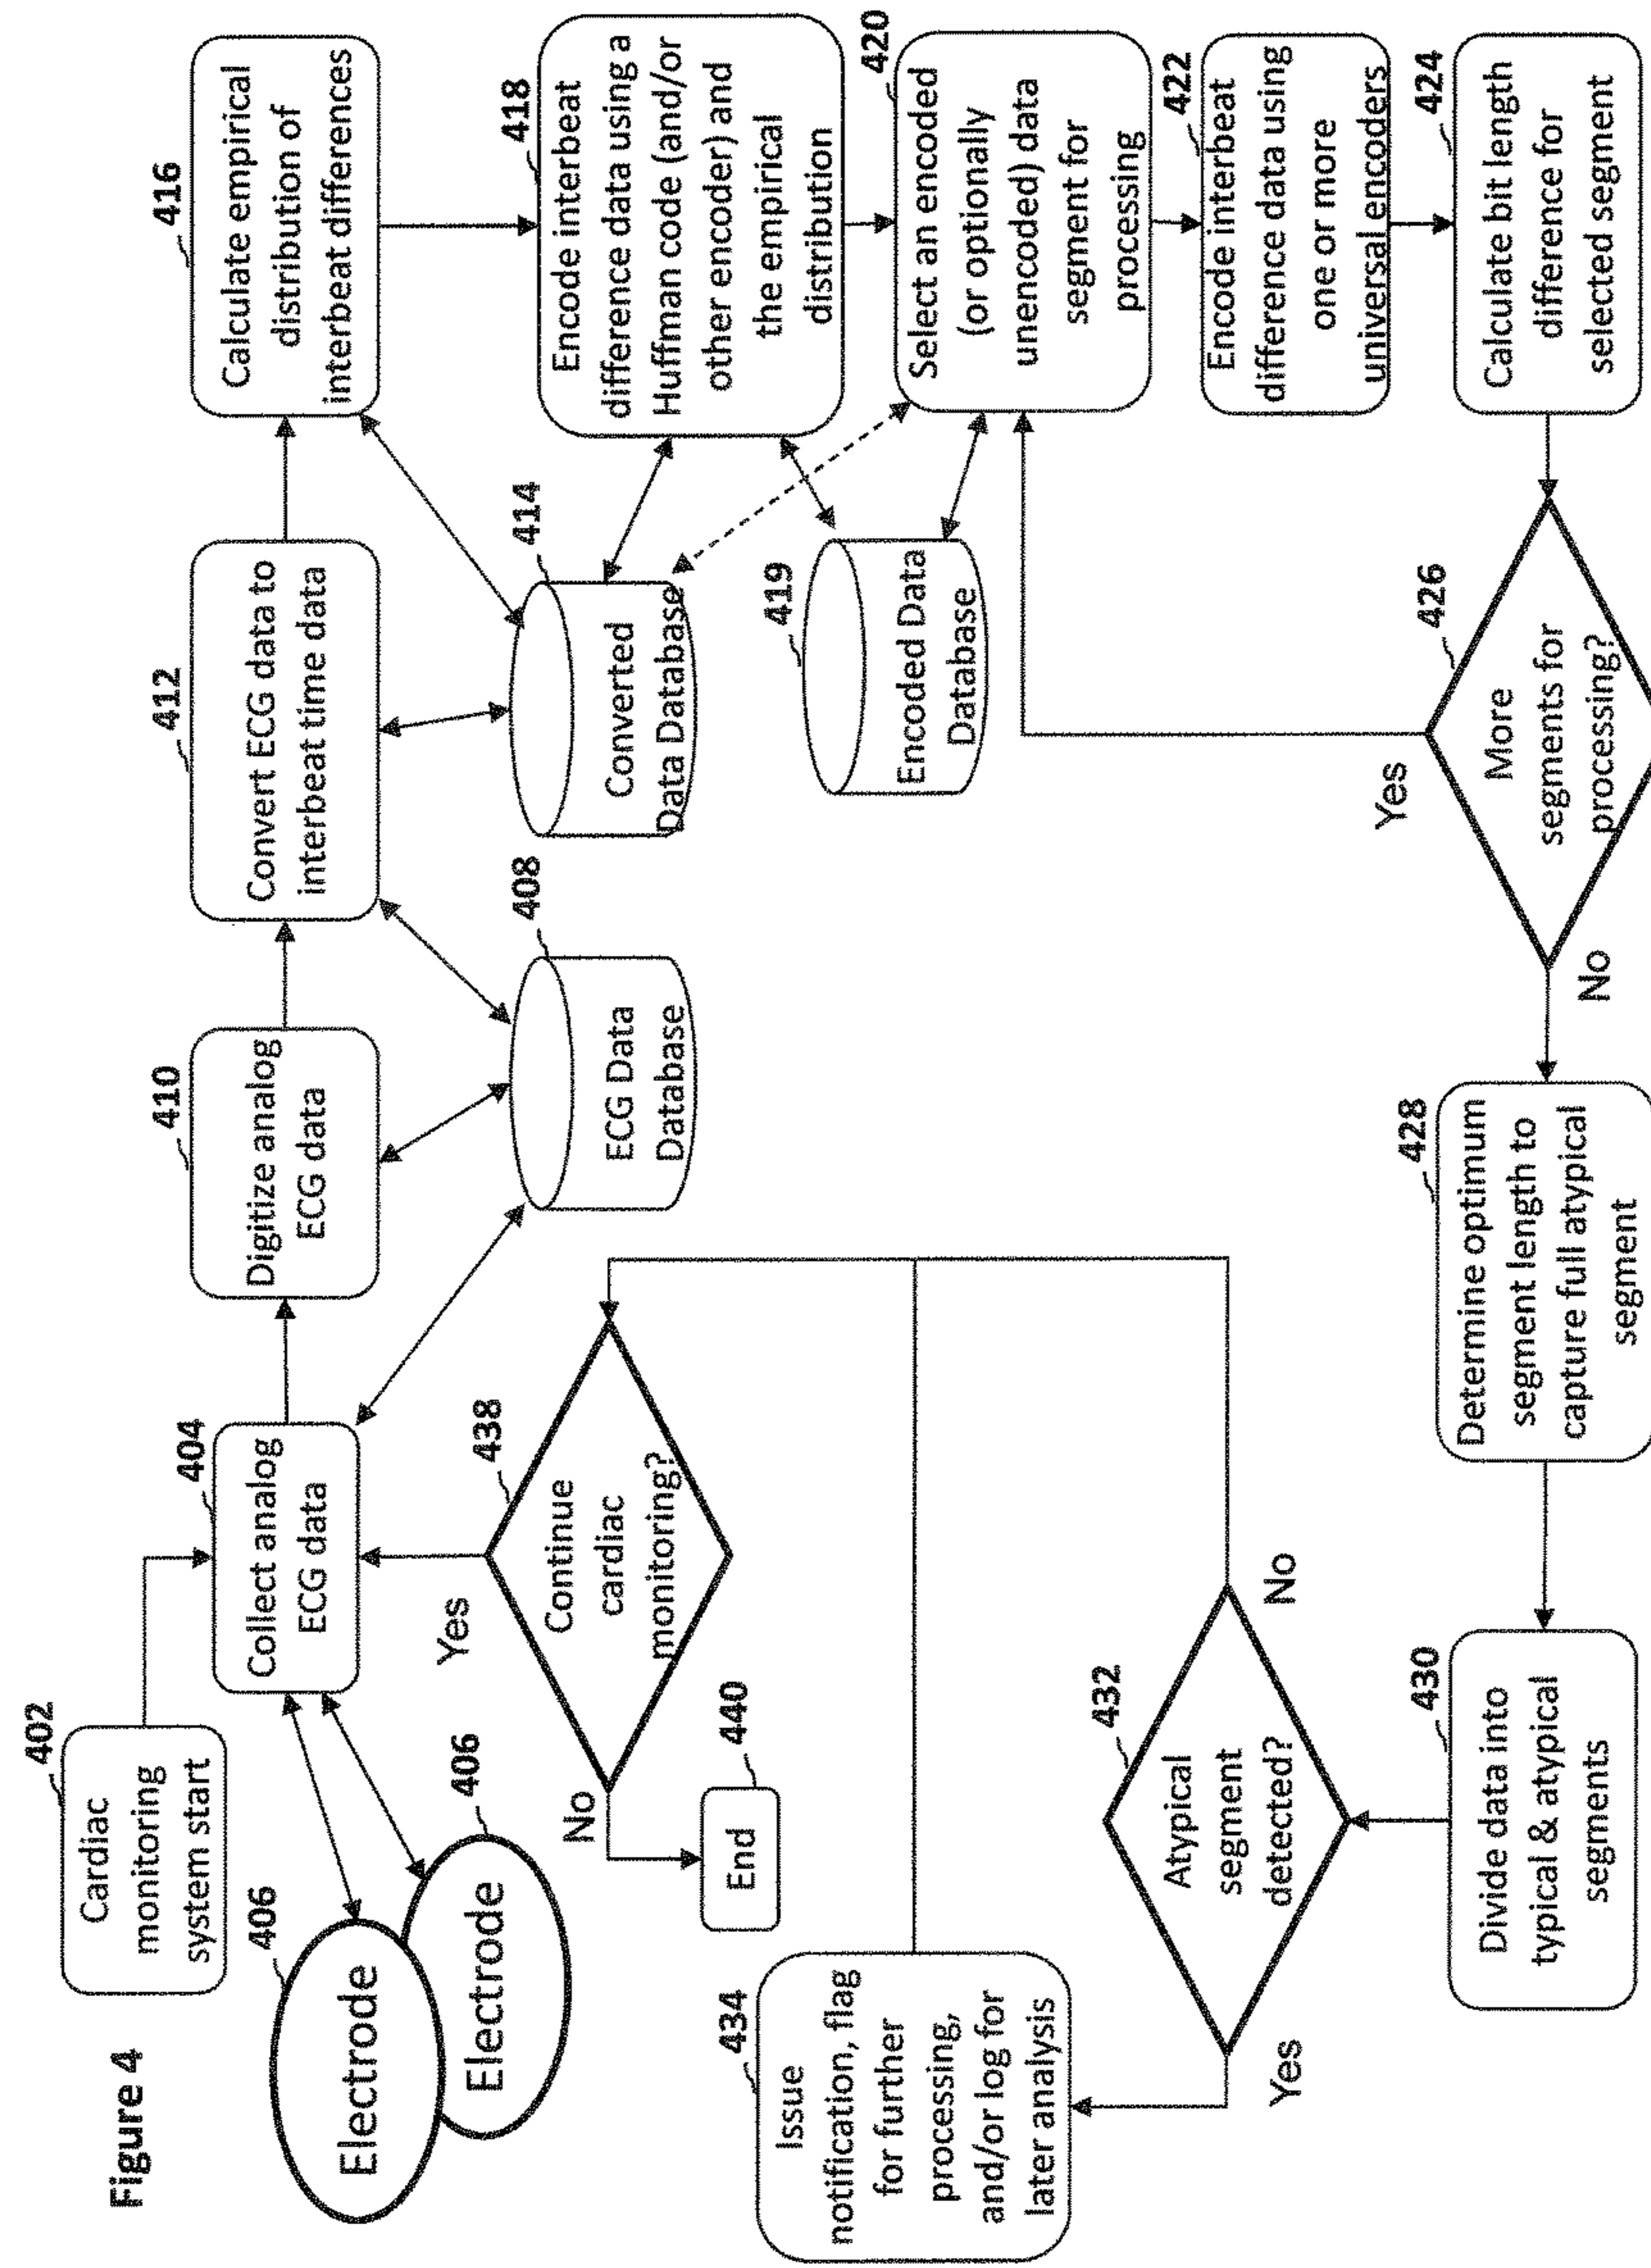 Figure 4
402
Cardiac
monitoring
system start
406
Electrode
406
Electrode
404
Collect analog
ECG data
410
Digitize analog
ECG data
408
ECG Data
Database
412
Convert ECG data to
interbeat time data
414
Converted
Data Database
416
Calculate empirical
distribution of
interbeat differences
418
Encode interbeat
difference data using a
Huffman code (and/or
other encoder) and
the empirical
distribution
419
Encoded Data
Database
420
Select an encoded
(or optionally
unencoded) data
segment for
processing
422
Encode interbeat
difference data using
one or more
universal encoders
424
Calculate bit length
difference for
selected segment
426
More
segments for
processing?
Yes
No
428
Determine optimum
segment length to
capture full atypical
segment
430
Divide data into
typical & atypical
segments
432
Atypical
segment
detected?
Yes
No
434
Issue
notification, flag
for further
processing,
and/or log for
later analysis
438
Continue
cardiac
monitoring?
Yes
No
440
End